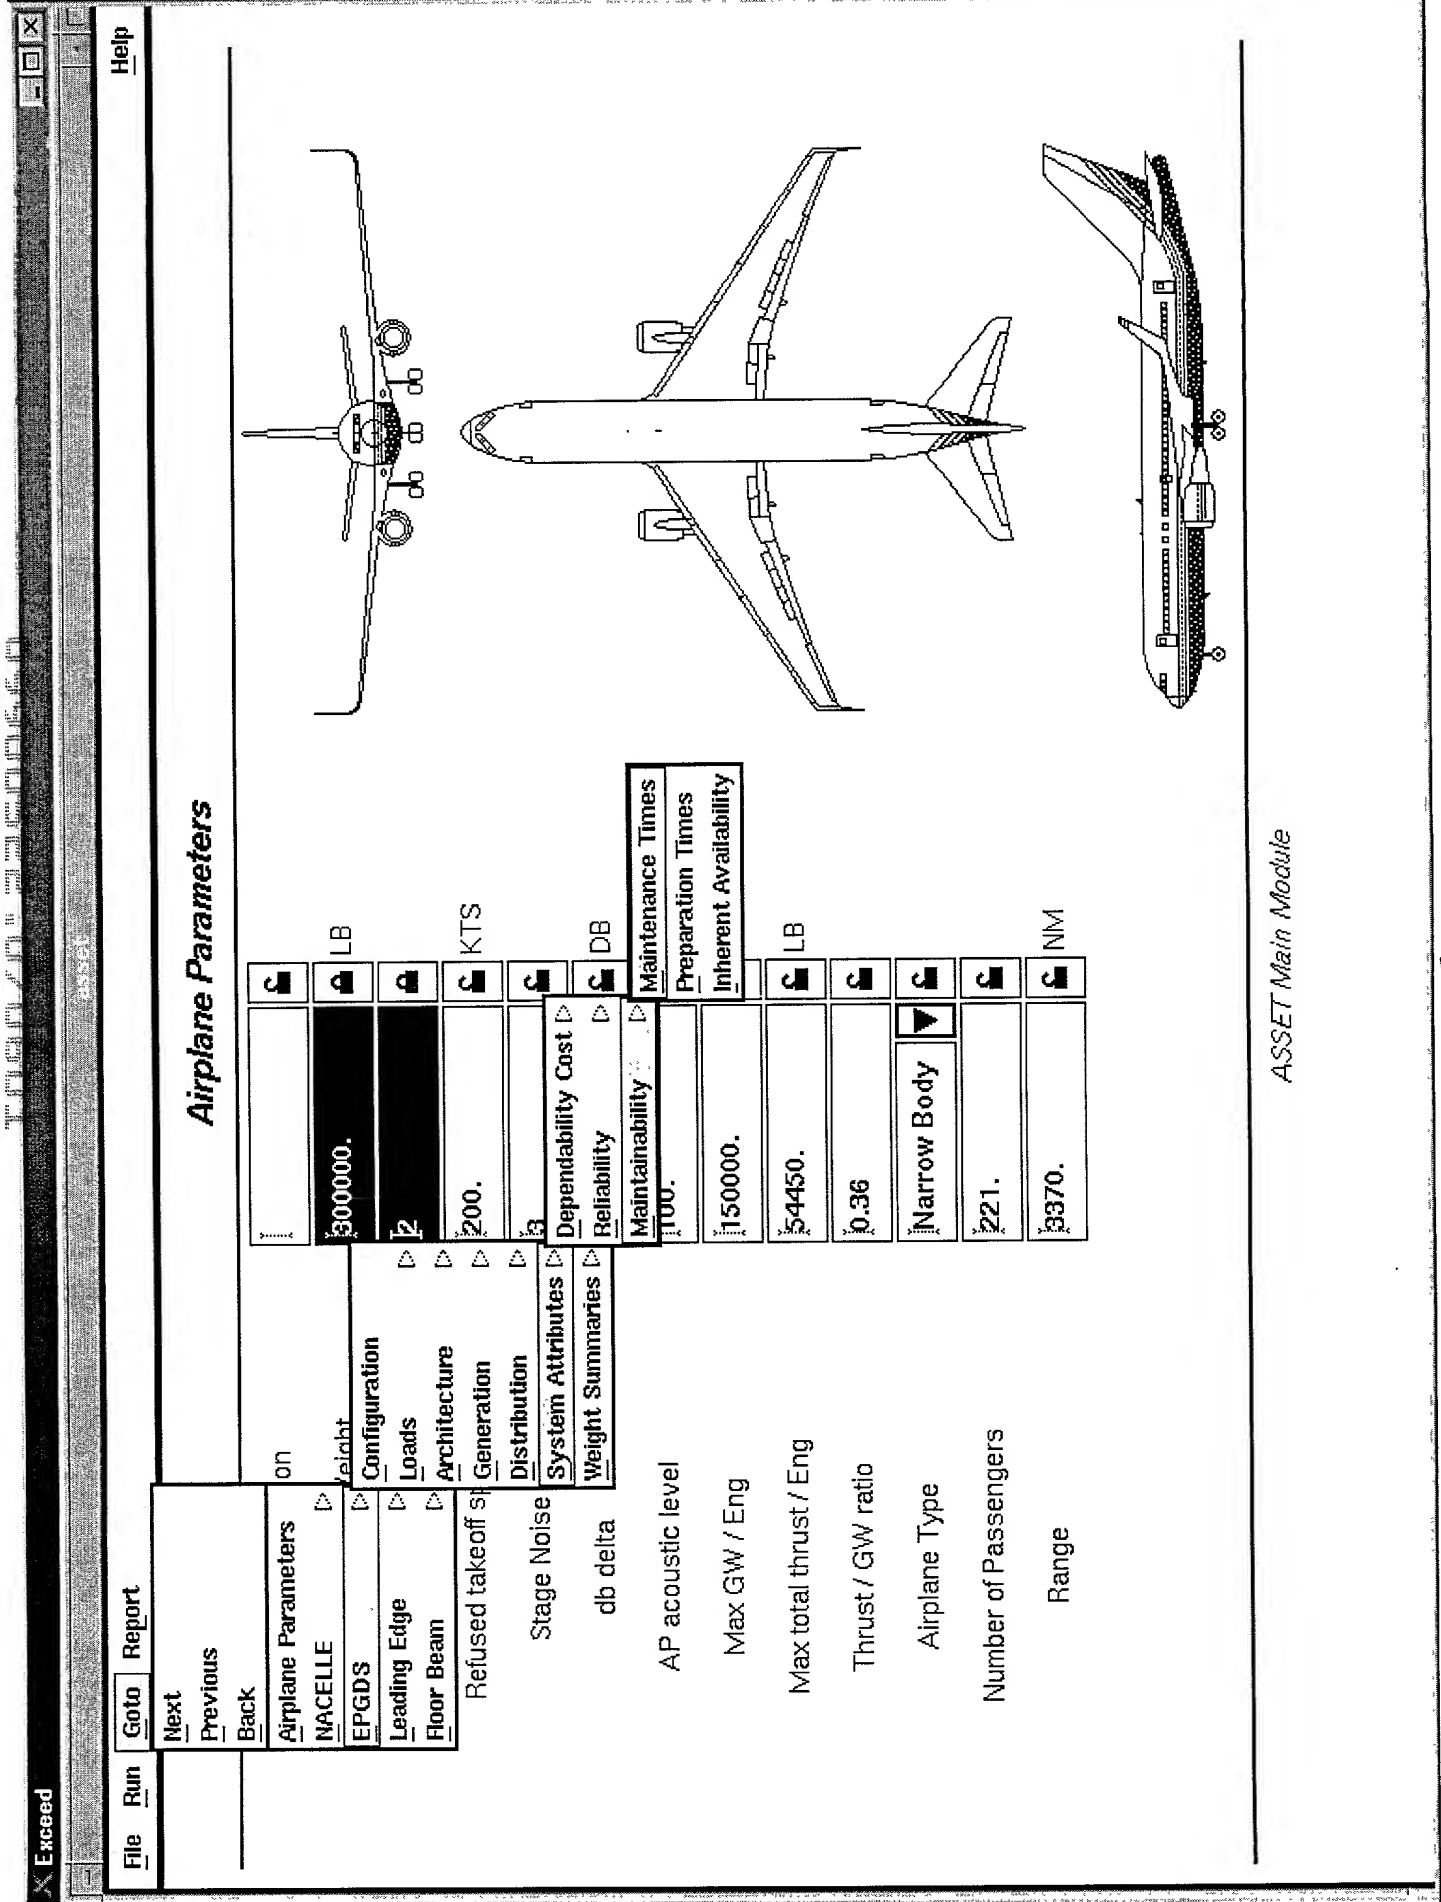 Exceed
asset
File Run Goto Report Help
Airplane Parameters
Next
Previous
Back
Airplane Parameters
NACELLE
EPGDS
Leading Edge
Floor Beam
Configuration
Loads
Architecture
Generation
Distribution
System Attributes
Weight Summaries
Dependability Cost
Reliability
Maintainability
Maintenance Times
Preparation Times
Inherent Availability
on
eight 300000. LB
2
Refused takeoff sp 200. KTS
Stage Noise 3
db delta DB
AP acoustic level 100.
Max GW / Eng 150000.
Max total thrust / Eng 54450. LB
Thrust / GW ratio 0.36
Airplane Type Narrow Body
Number of Passengers 221.
Range 3370. NM
ASSET Main Module